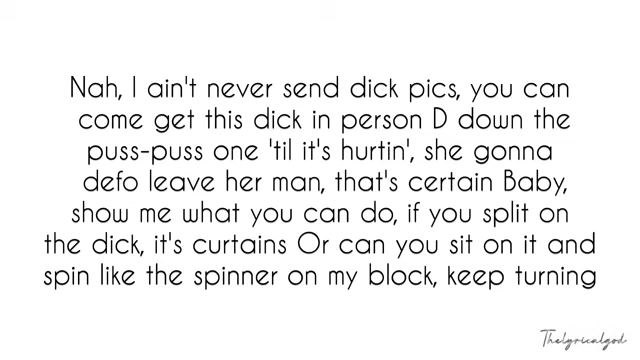 Nah, I ain't never send dick pics, you can
come get this dick in person D down the
puss-puss one 'til it's hurtin', she gonna
defo leave her man, that's certain Baby,
show me what you can do, if you split on
the dick, it's curtains Or can you sit on it and
spin like the spinner on my block, keep turning
Thelyricalgod